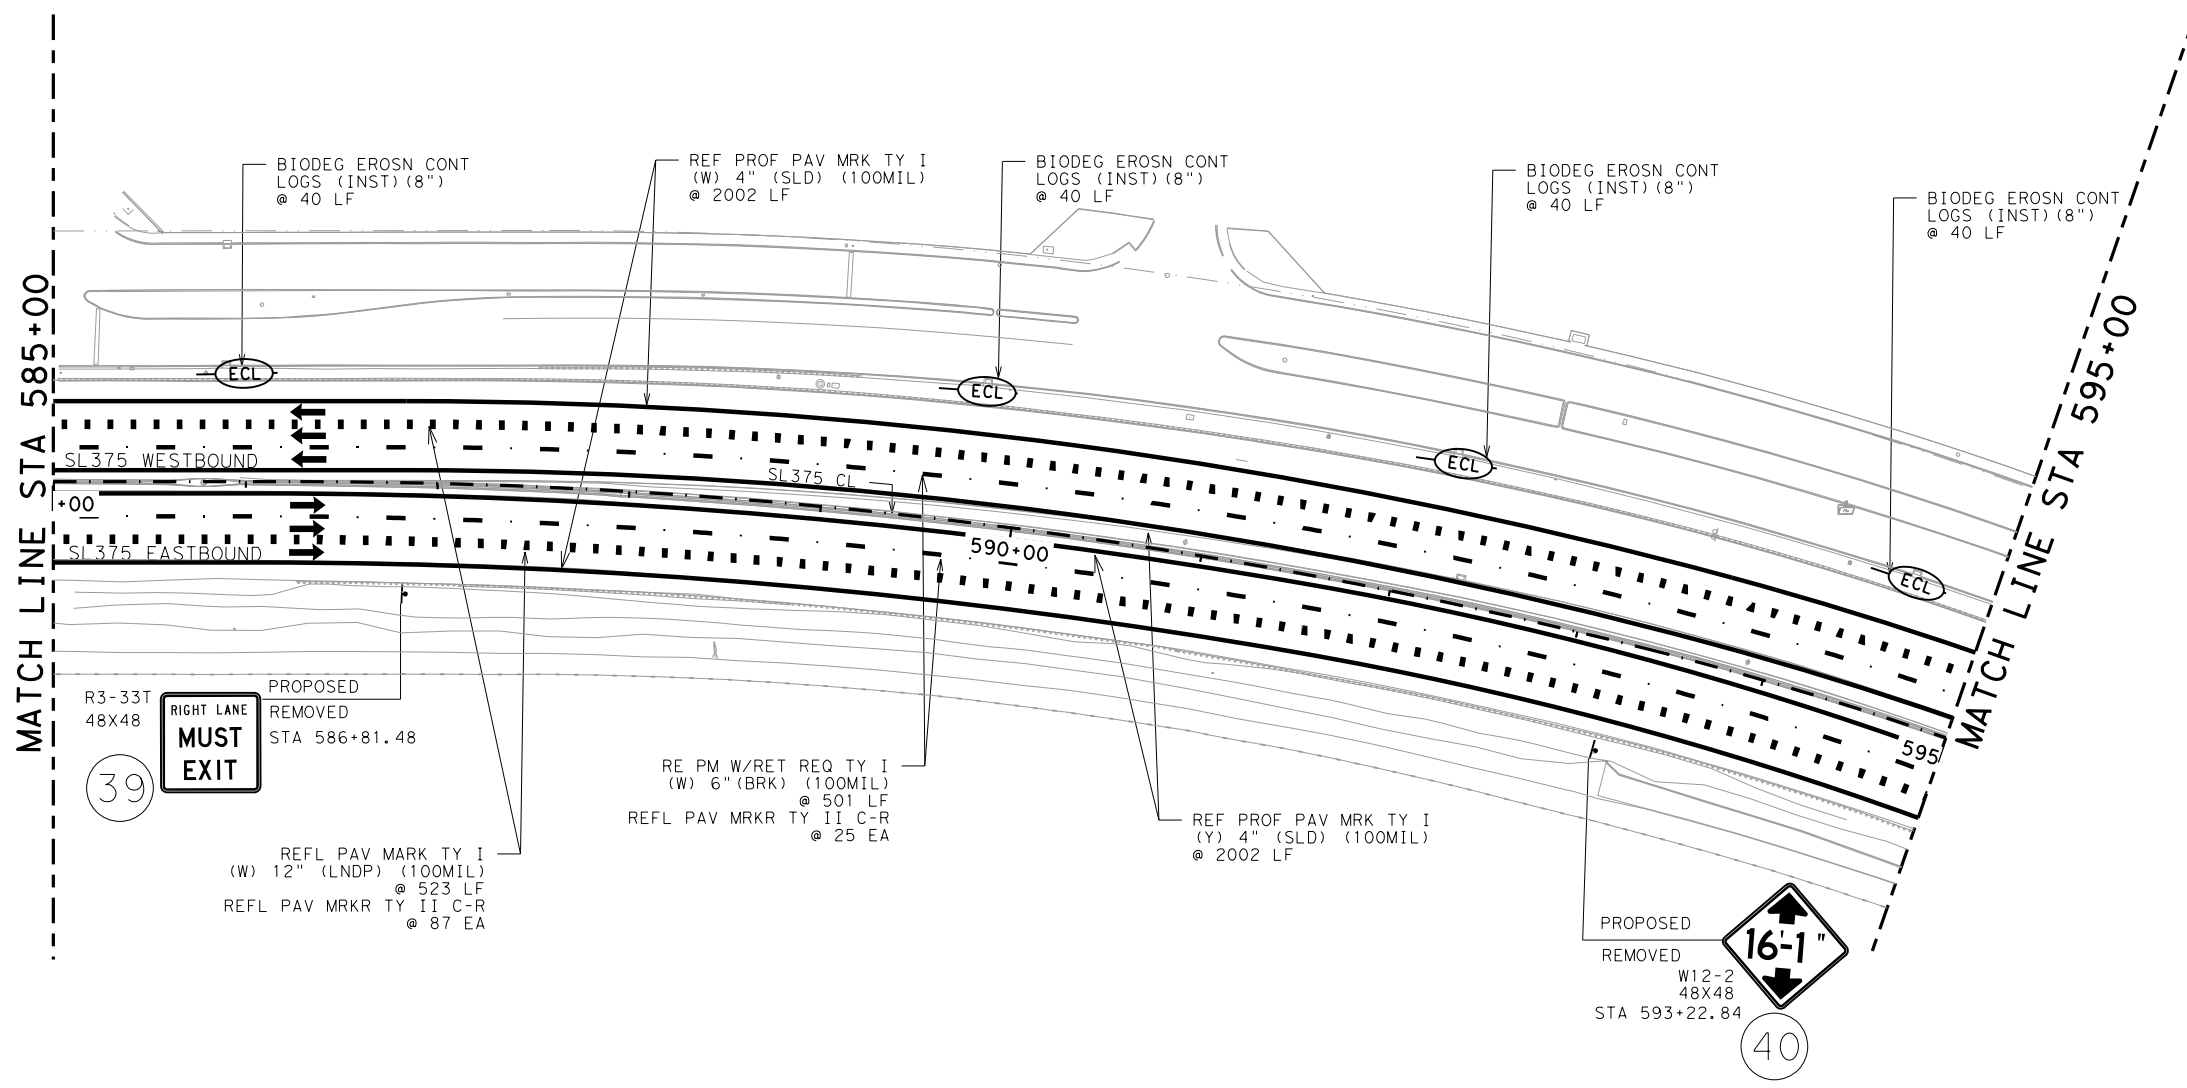 BIODEG EROSN CONT
LOGS (INST)(8")
@ 40 LF
REF PROF PAV MRK TY I
(W) 4" (SLD) (100MIL)
@ 2002 LF
BIODEG EROSN CONT
LOGS (INST)(8")
@ 40 LF
BIODEG EROSN CONT
LOGS (INST)(8")
@ 40 LF
BIODEG EROSN CONT
LOGS (INST)(8")
@ 40 LF
MATCH LINE STA 585+00
MATCH LINE STA 595+00
ECL
ECL
ECL
ECL
SL375 WESTBOUND
SL375 CL
+00
590+00
595
SL375 EASTBOUND
R3-33T
48X48
RIGHT LANE
MUST
EXIT
PROPOSED
REMOVED
STA 586+81.48
39
RE PM W/RET REQ TY I
(W) 6"(BRK) (100MIL)
@ 501 LF
REFL PAV MRKR TY II C-R
@ 25 EA
REF PROF PAV MRK TY I
(Y) 4" (SLD) (100MIL)
@ 2002 LF
REFL PAV MARK TY I
(W) 12" (LNDP) (100MIL)
@ 523 LF
REFL PAV MRKR TY II C-R
@ 87 EA
PROPOSED
REMOVED
W12-2
48X48
STA 593+22.84
16'-1"
40